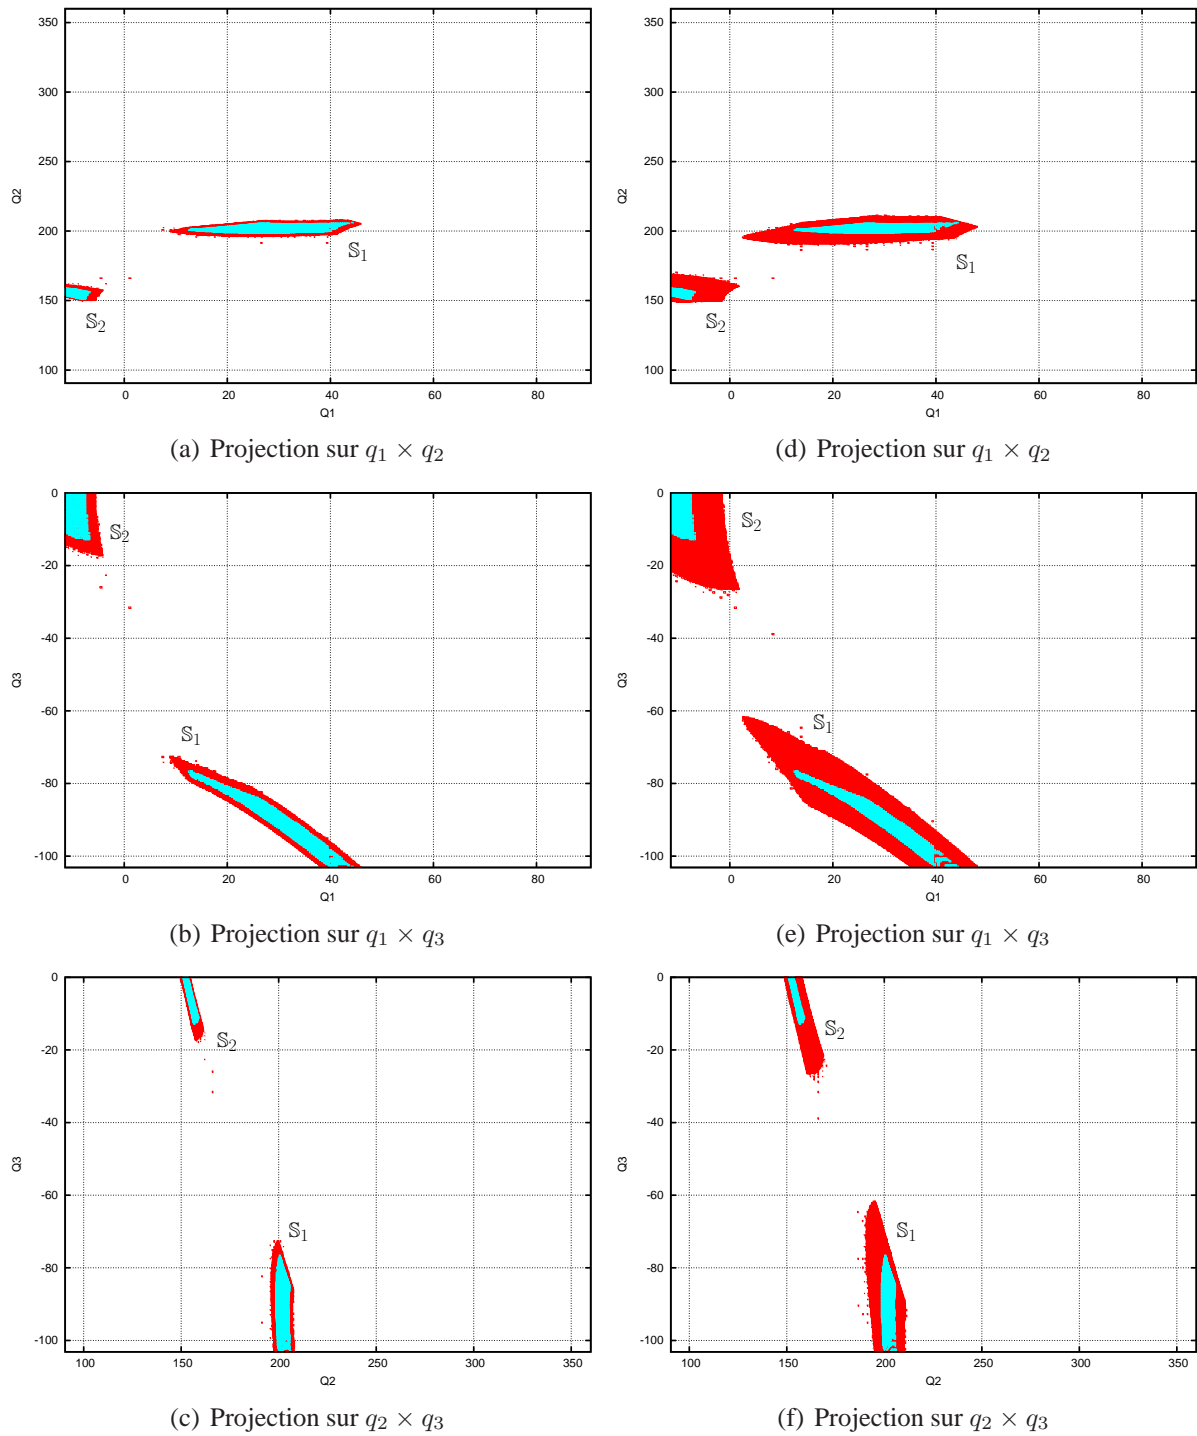 350
300
250
200
150
100
Q2
0
20
40
60
80
Q1
𝕊1
𝕊2
(a) Projection sur q1 × q2
350
300
250
200
150
100
Q2
0
20
40
60
80
Q1
𝕊1
𝕊2
(d) Projection sur q1 × q2
0
-20
-40
-60
-80
-100
Q3
0
20
40
60
80
Q1
𝕊2
𝕊1
(b) Projection sur q1 × q3
0
-20
-40
-60
-80
-100
Q3
0
20
40
60
80
Q1
𝕊2
𝕊1
(e) Projection sur q1 × q3
0
-20
-40
-60
-80
-100
Q3
100
150
200
250
300
350
Q2
𝕊2
𝕊1
(c) Projection sur q2 × q3
0
-20
-40
-60
-80
-100
Q3
100
150
200
250
300
350
Q2
𝕊2
𝕊1
(f) Projection sur q2 × q3